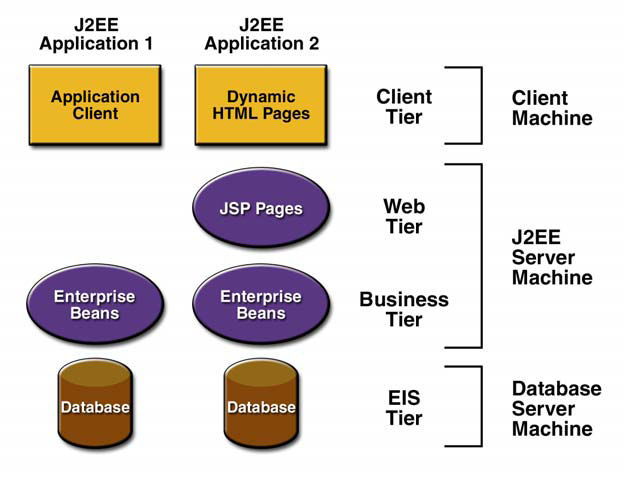 J2EE
Application 1
J2EE
Application 2
Application
Client
Dynamic
HTML Pages
Client
Tier
Client
Machine
JSP Pages
Web
Tier
J2EE
Server
Machine
Enterprise
Beans
Enterprise
Beans
Business
Tier
Database
Database
EIS
Tier
Database
Server
Machine